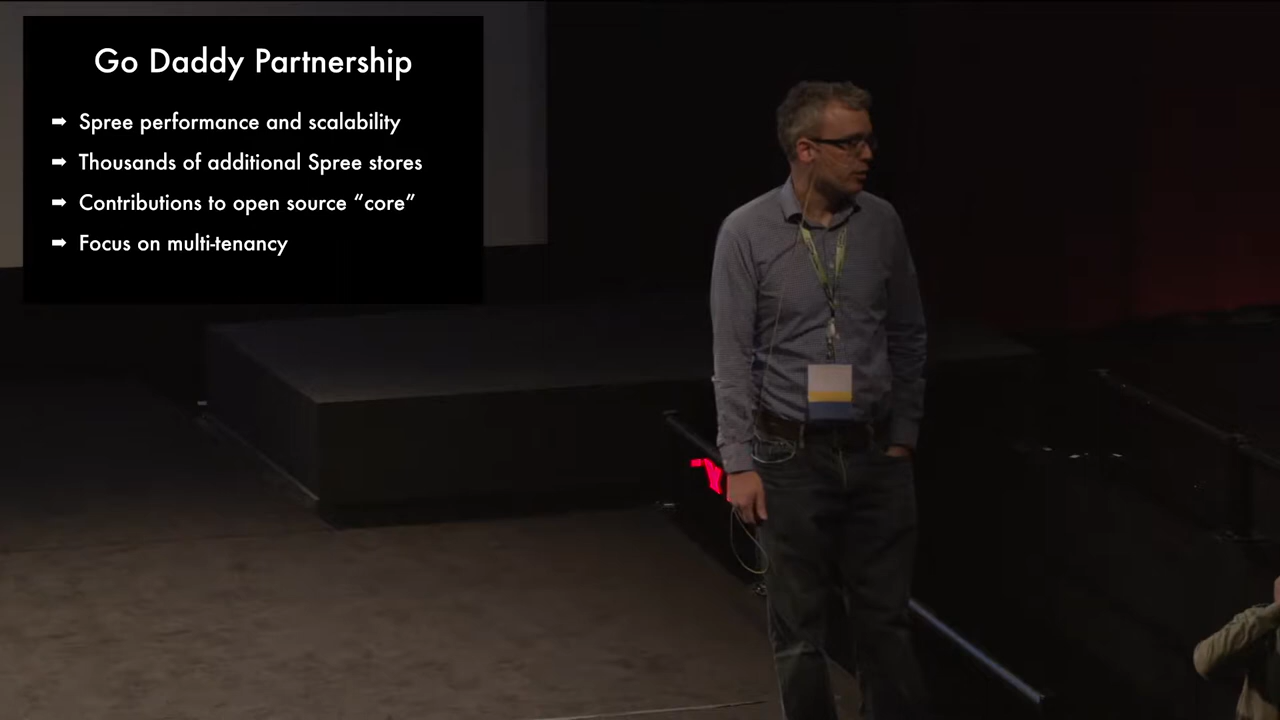 Go Daddy Partnership
➡ Spree performance and scalability
➡ Thousands of additional Spree stores
➡ Contributions to open source “core”
➡ Focus on multi-tenancy